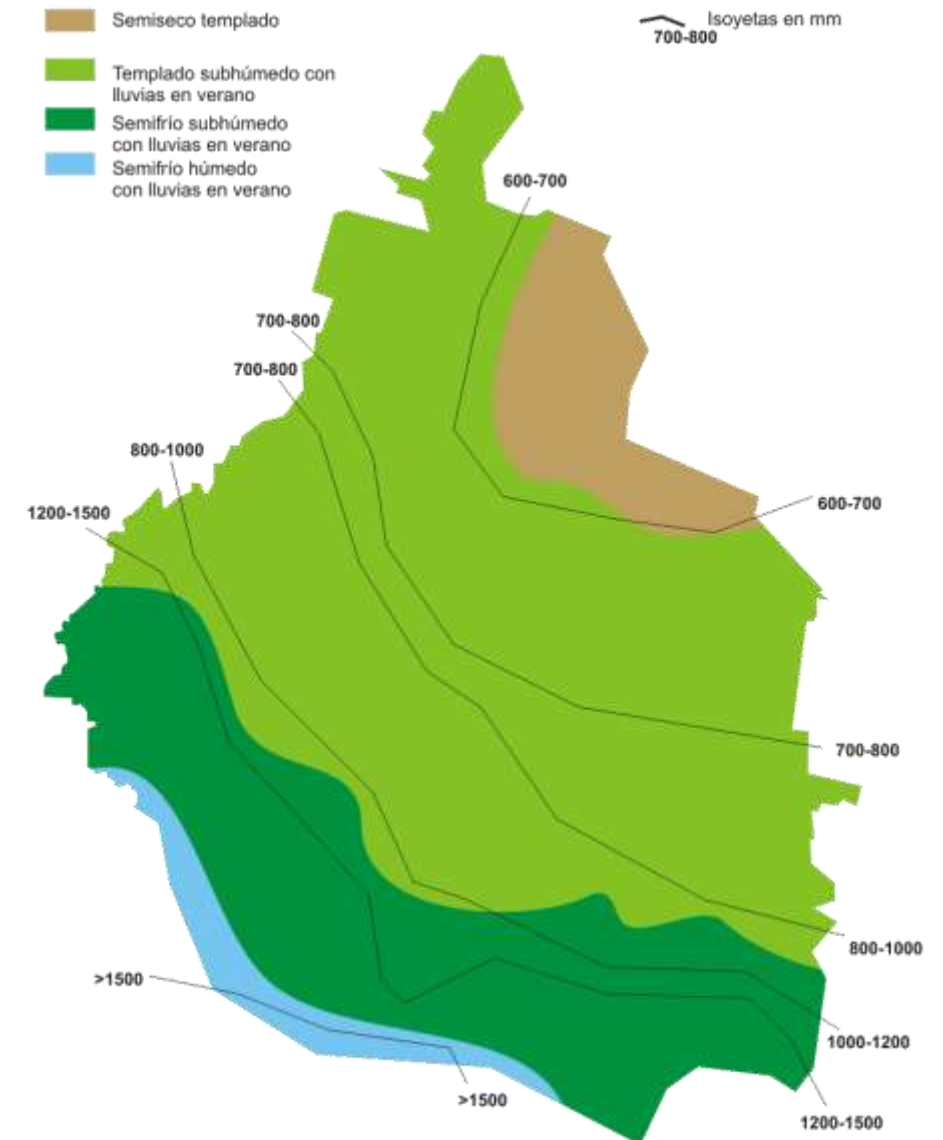 Semiseco templado
Templado subhúmedo con
lluvias en verano
Semifrío subhúmedo
con lluvias en verano
Semifrío húmedo
con lluvias en verano
Isoyetas en mm
700-800
600-700
700-800
700-800
800-1000
1200-1500
600-700
700-800
800-1000
>1500
1000-1200
>1500
1200-1500